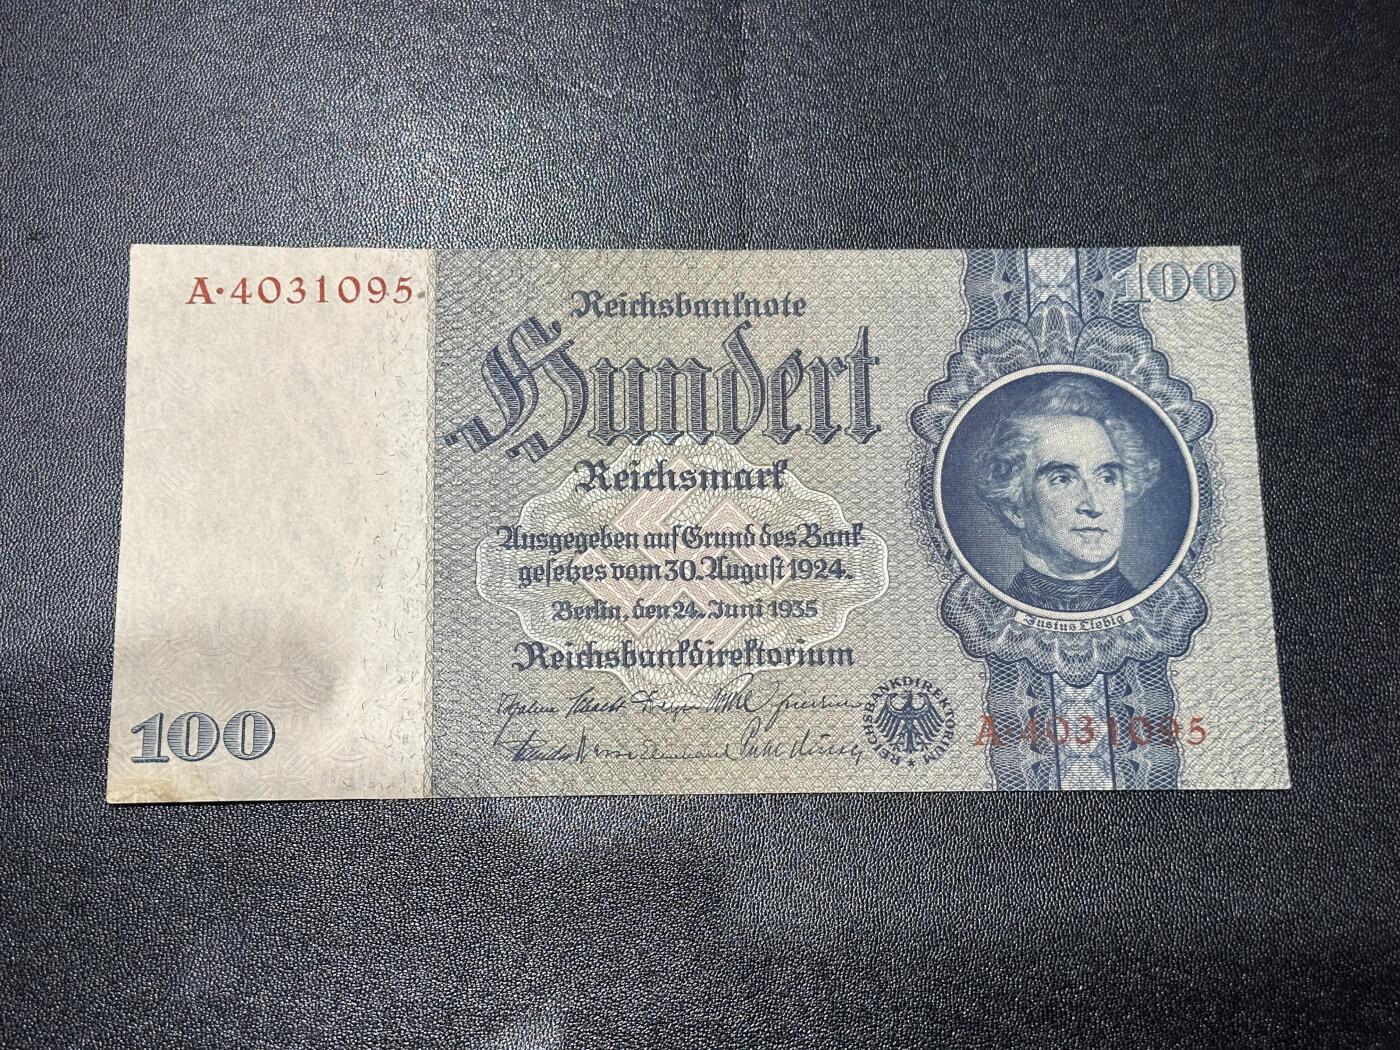 A·4031095
Reichsbanknote
100
Hundert
Reichsmark
Ausgegeben auf Grund des Bank
gesetzes vom 30. August 1924.
Berlin, den 24. Juni 1935
Reichsbankdirektorium
Justus Liebig
REICHSBANKDIREKTORIUM
A·4031095
100